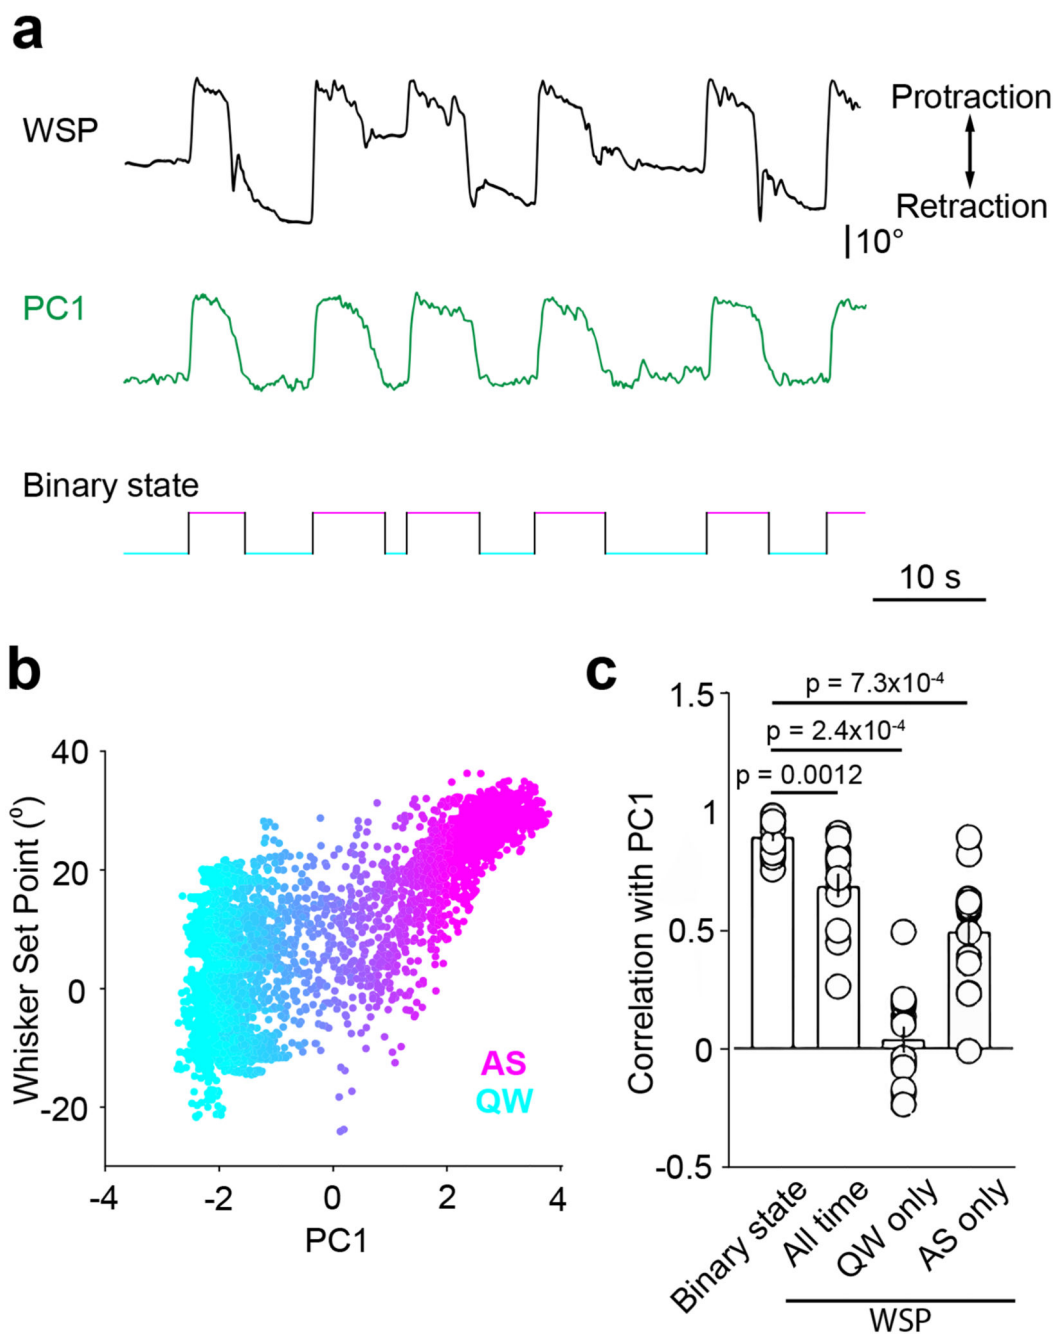 a
WSP
Protraction
Retraction
10°
PC1
Binary state
10 s
b
40
20
0
-20
Whisker Set Point (º)
AS
QW
-4
-2
0
2
4
PC1
c
p = 7.3x10⁻⁴
p = 2.4x10⁻⁴
p = 0.0012
1.5
1
0.5
0
-0.5
Correlation with PC1
Binary state
All time
QW only
AS only
WSP